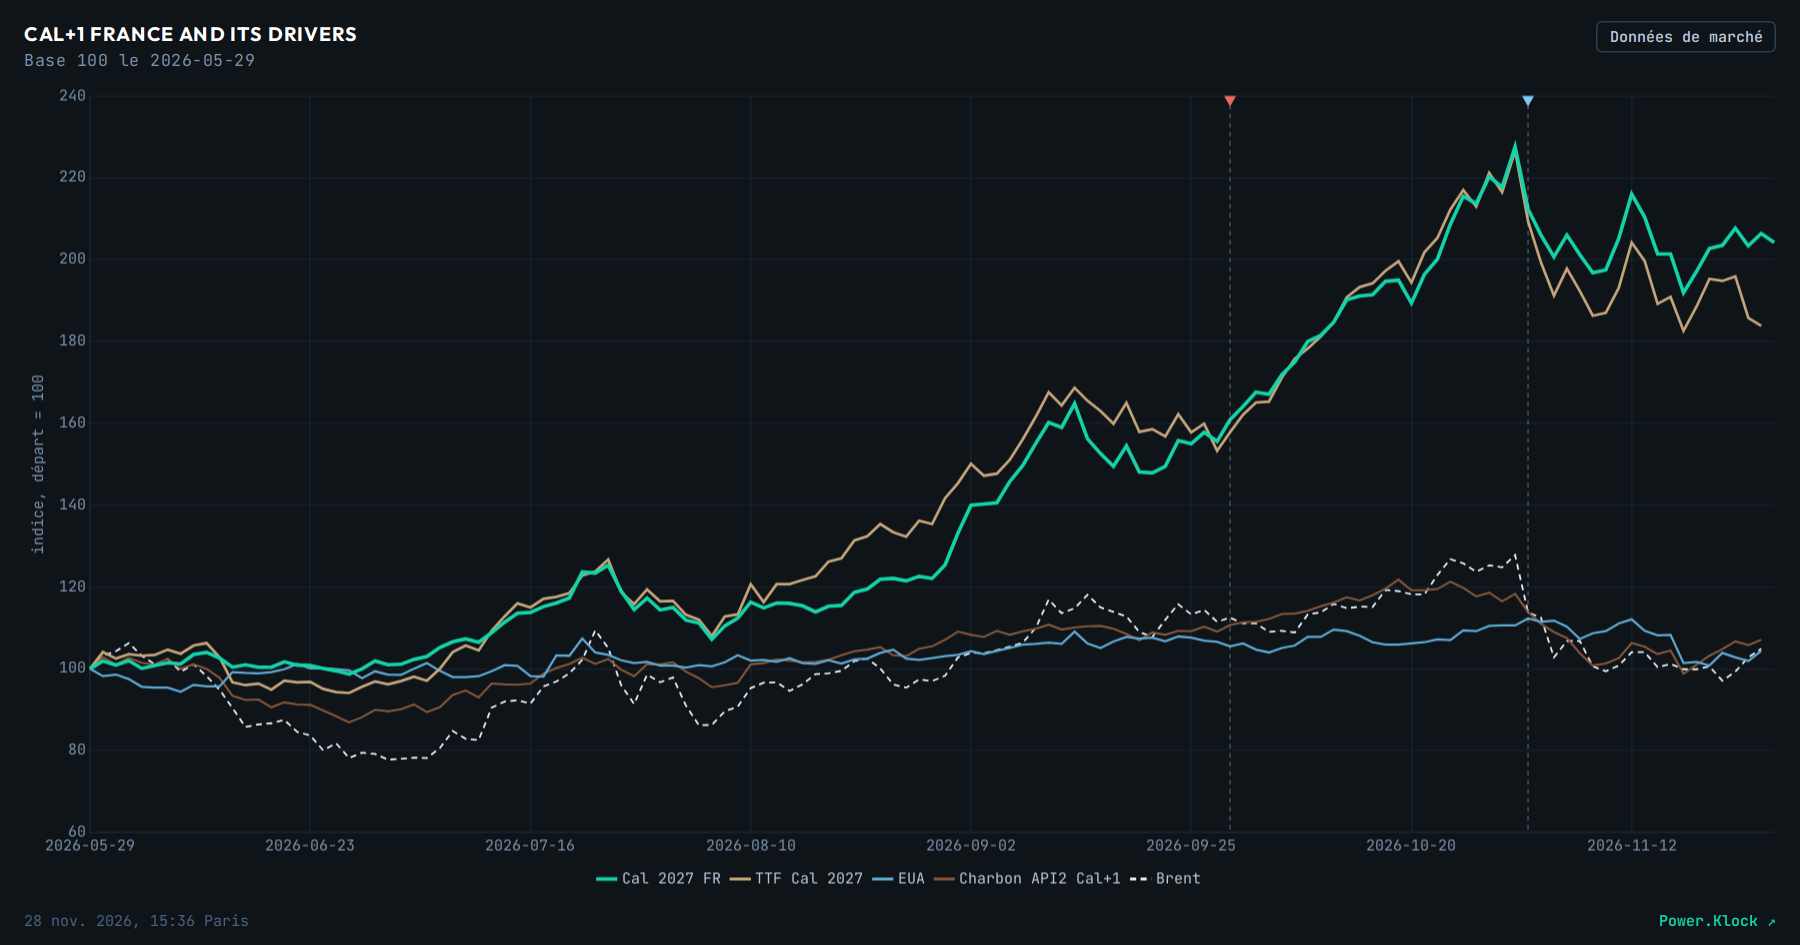 CAL+1 FRANCE AND ITS DRIVERS
Base 100 le 2026-05-29
Données de marché
240
220
200
180
160
140
120
100
80
60
indice, départ = 100
2026-05-29
2026-06-23
2026-07-16
2026-08-10
2026-09-02
2026-09-25
2026-10-20
2026-11-12
Cal 2027 FR
TTF Cal 2027
EUA
Charbon API2 Cal+1
Brent
28 nov. 2026, 15:36 Paris
Power.Klock ↗